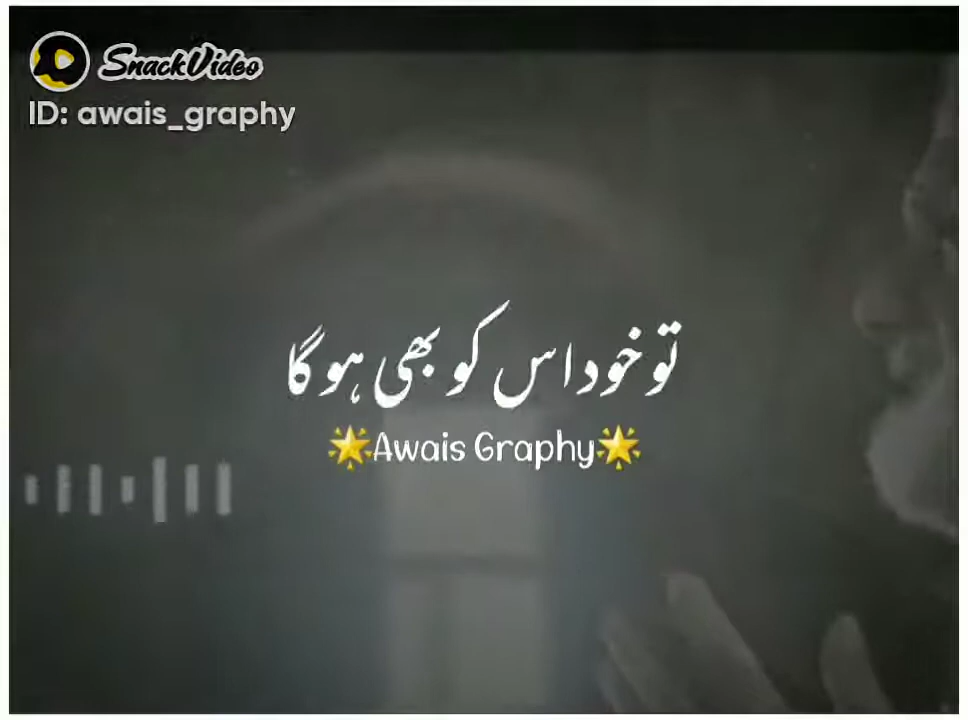 SnackVideo
ID: awais_graphy
تو خود اس کو بھی ہو گا
🌟Awais Graphy🌟